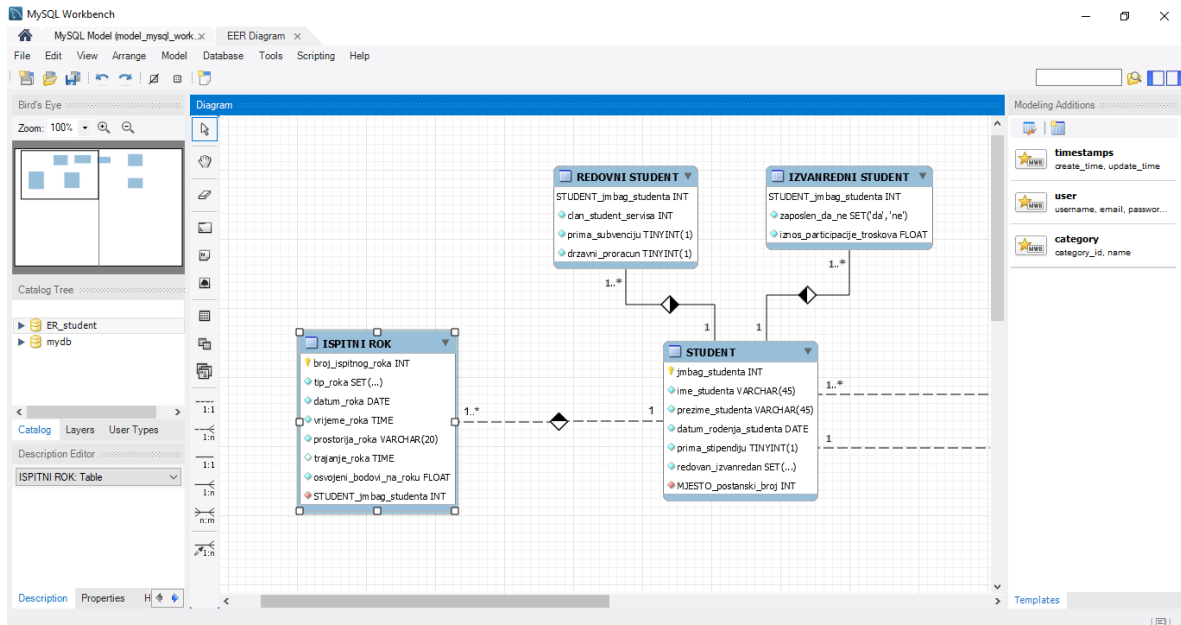 MySQL Workbench
MySQL Model (model_mysql_work.. ×
EER Diagram ×
File Edit View Arrange Model Database Tools Scripting Help
Bird's Eye
Zoom: 100%
Catalog Tree
ER_student
mydb
Catalog Layers User Types
Description Editor
ISPITNI ROK: Table
Description Properties H
Diagram
1:1
1:n
1:1
1:n
n:m
1:n
REDOVNI STUDENT
STUDENT_jmbag_studenta INT
clan_student_servisa INT
prima_subvenciju TINYINT(1)
drzavni_proracun TINYINT(1)
IZVANREDNI STUDENT
STUDENT_jmbag_studenta INT
zaposlen_da_ne SET('da', 'ne')
iznos_participacije_troskova FLOAT
1..*
1..*
1
1
ISPITNI ROK
broj_ispitnog_roka INT
tip_roka SET(...)
datum_roka DATE
vrijeme_roka TIME
prostorija_roka VARCHAR(20)
trajanje_roka TIME
osvojeni_bodovi_na_roku FLOAT
STUDENT_jmbag_studenta INT
1..*
1
STUDENT
jmbag_studenta INT
ime_studenta VARCHAR(45)
prezime_studenta VARCHAR(45)
datum_rodenja_studenta DATE
prima_stipendiju TINYINT(1)
redovan_izvanredan SET(...)
MJESTO_postanski_broj INT
1..*
1
Modeling Additions
timestamps
create_time, update_time
user
username, email, passwor...
category
category_id, name
Templates